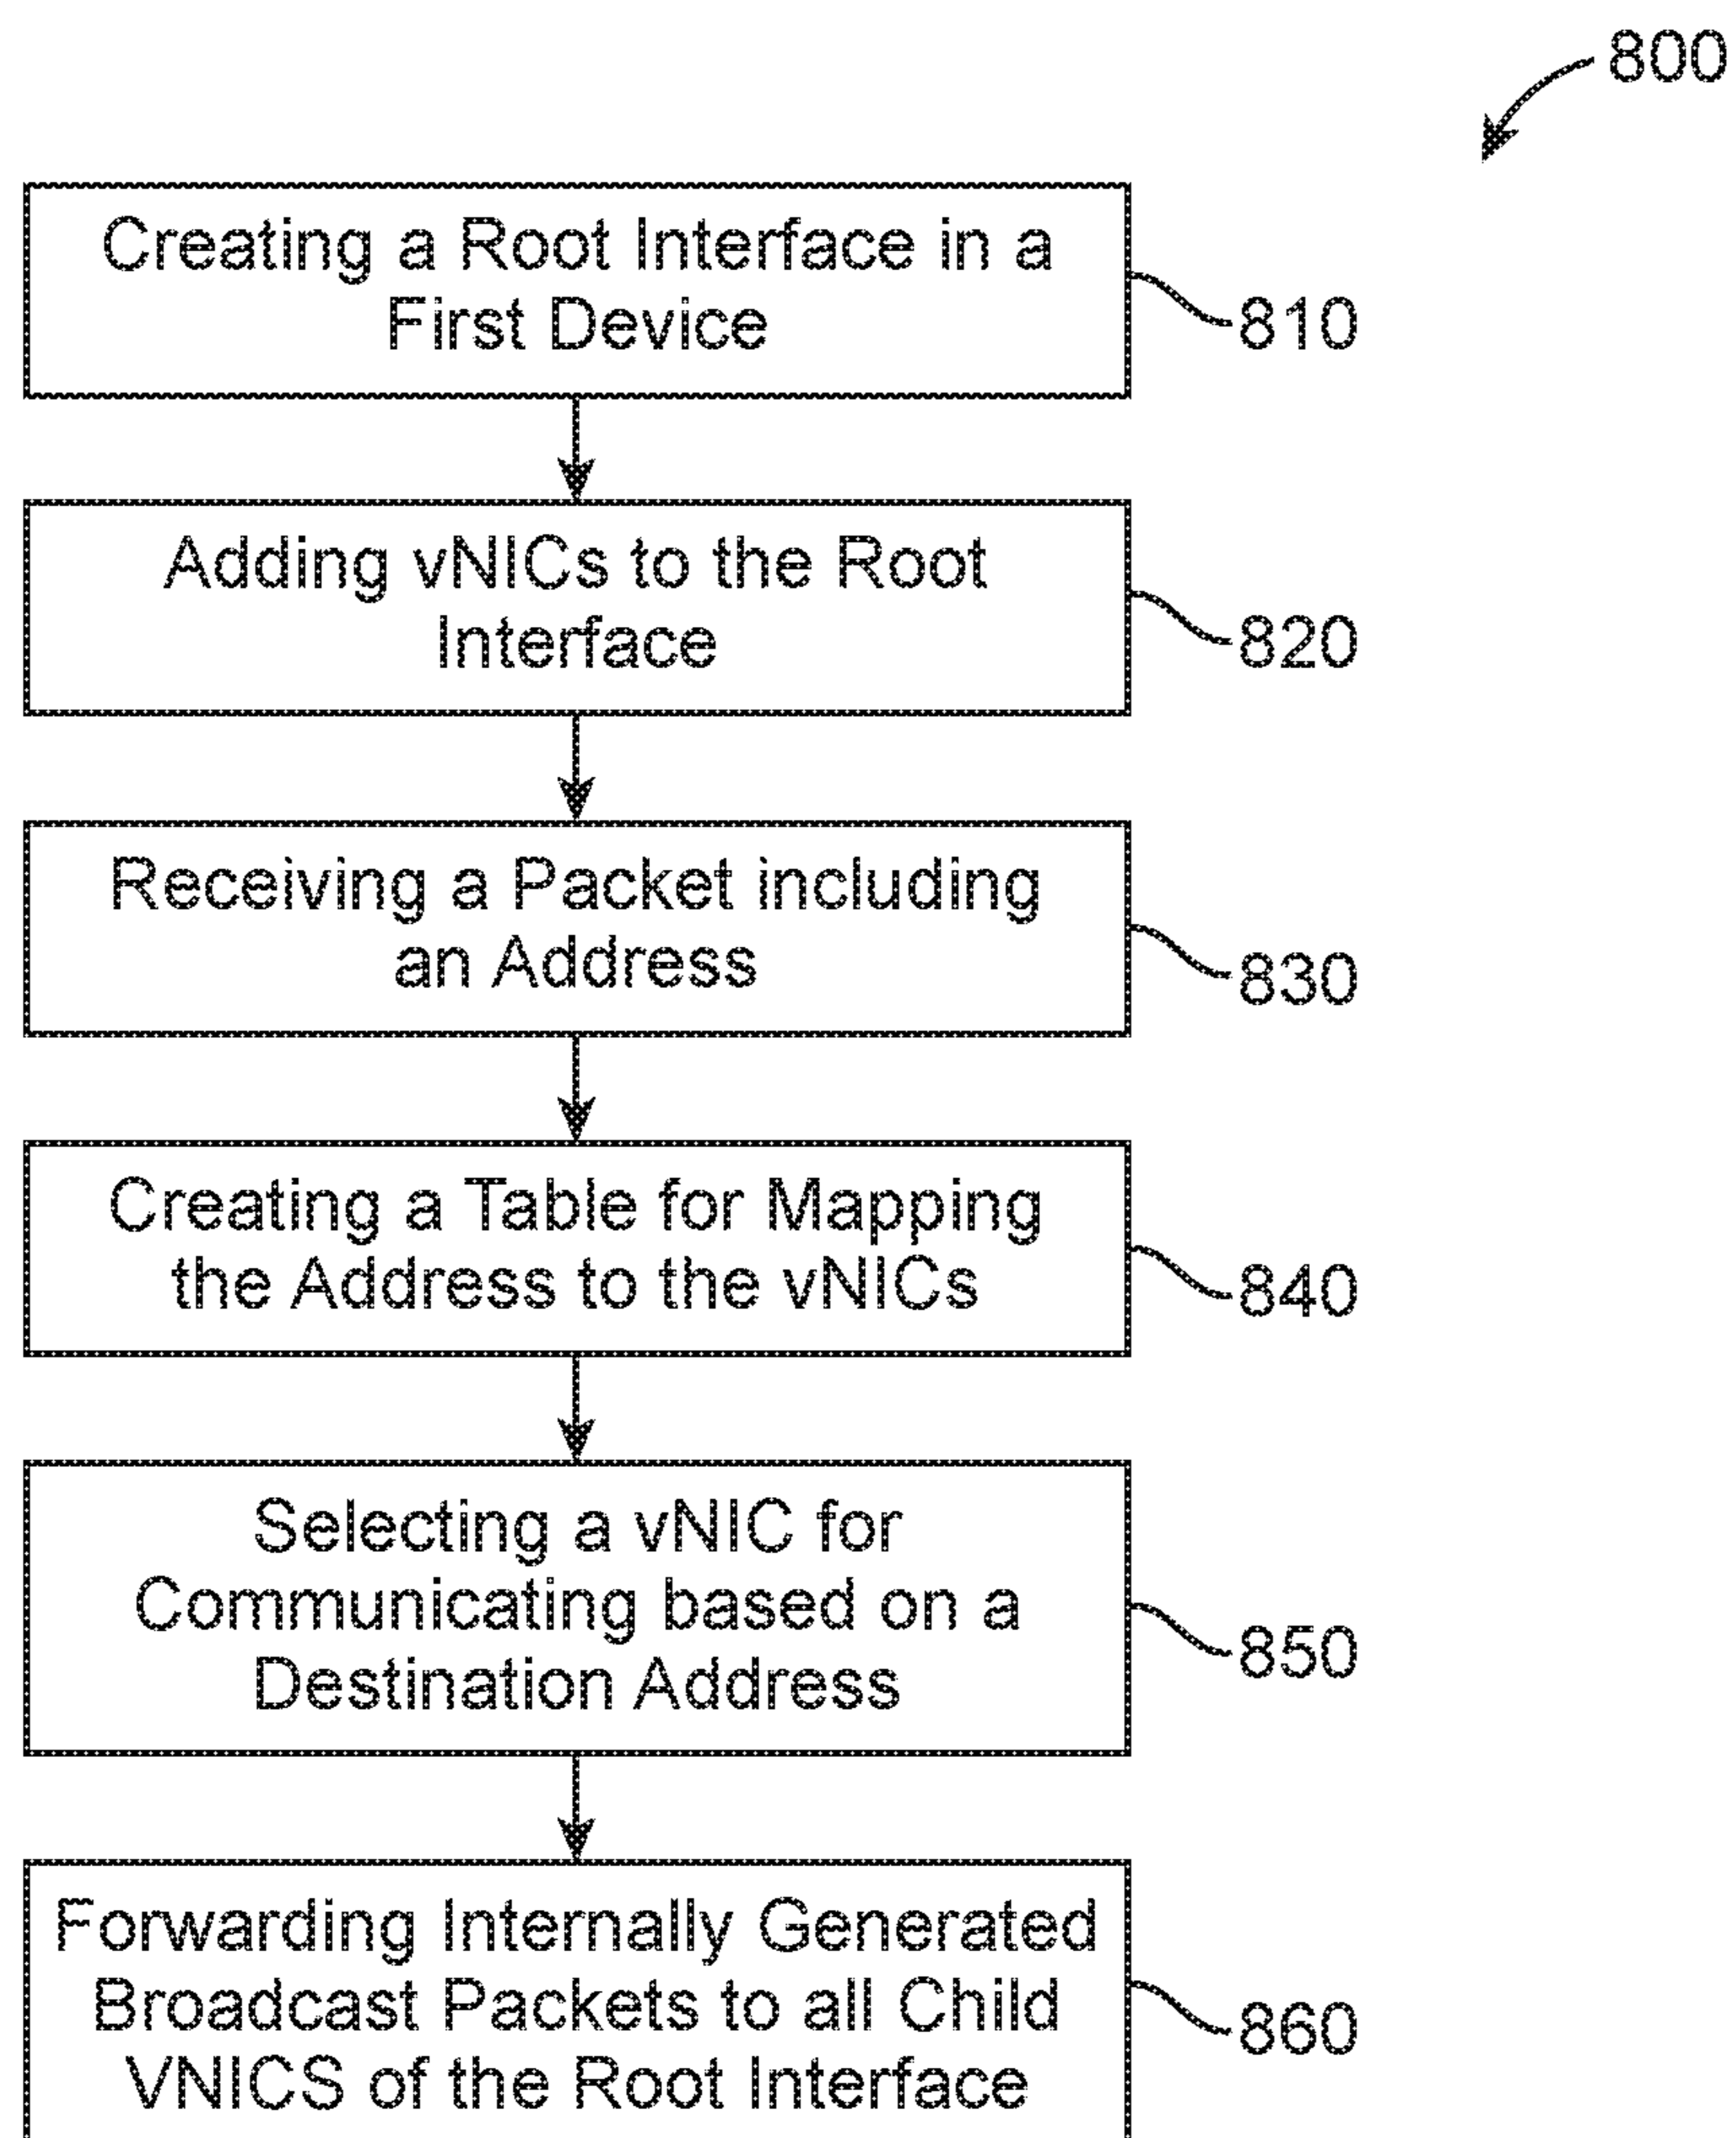 800
Creating a Root Interface in a
First Device
810
Adding vNICs to the Root
Interface
820
Receiving a Packet including
an Address
830
Creating a Table for Mapping
the Address to the vNICs
840
Selecting a vNIC for
Communicating based on a
Destination Address
850
Forwarding Internally Generated
Broadcast Packets to all Child
VNICS of the Root Interface
860